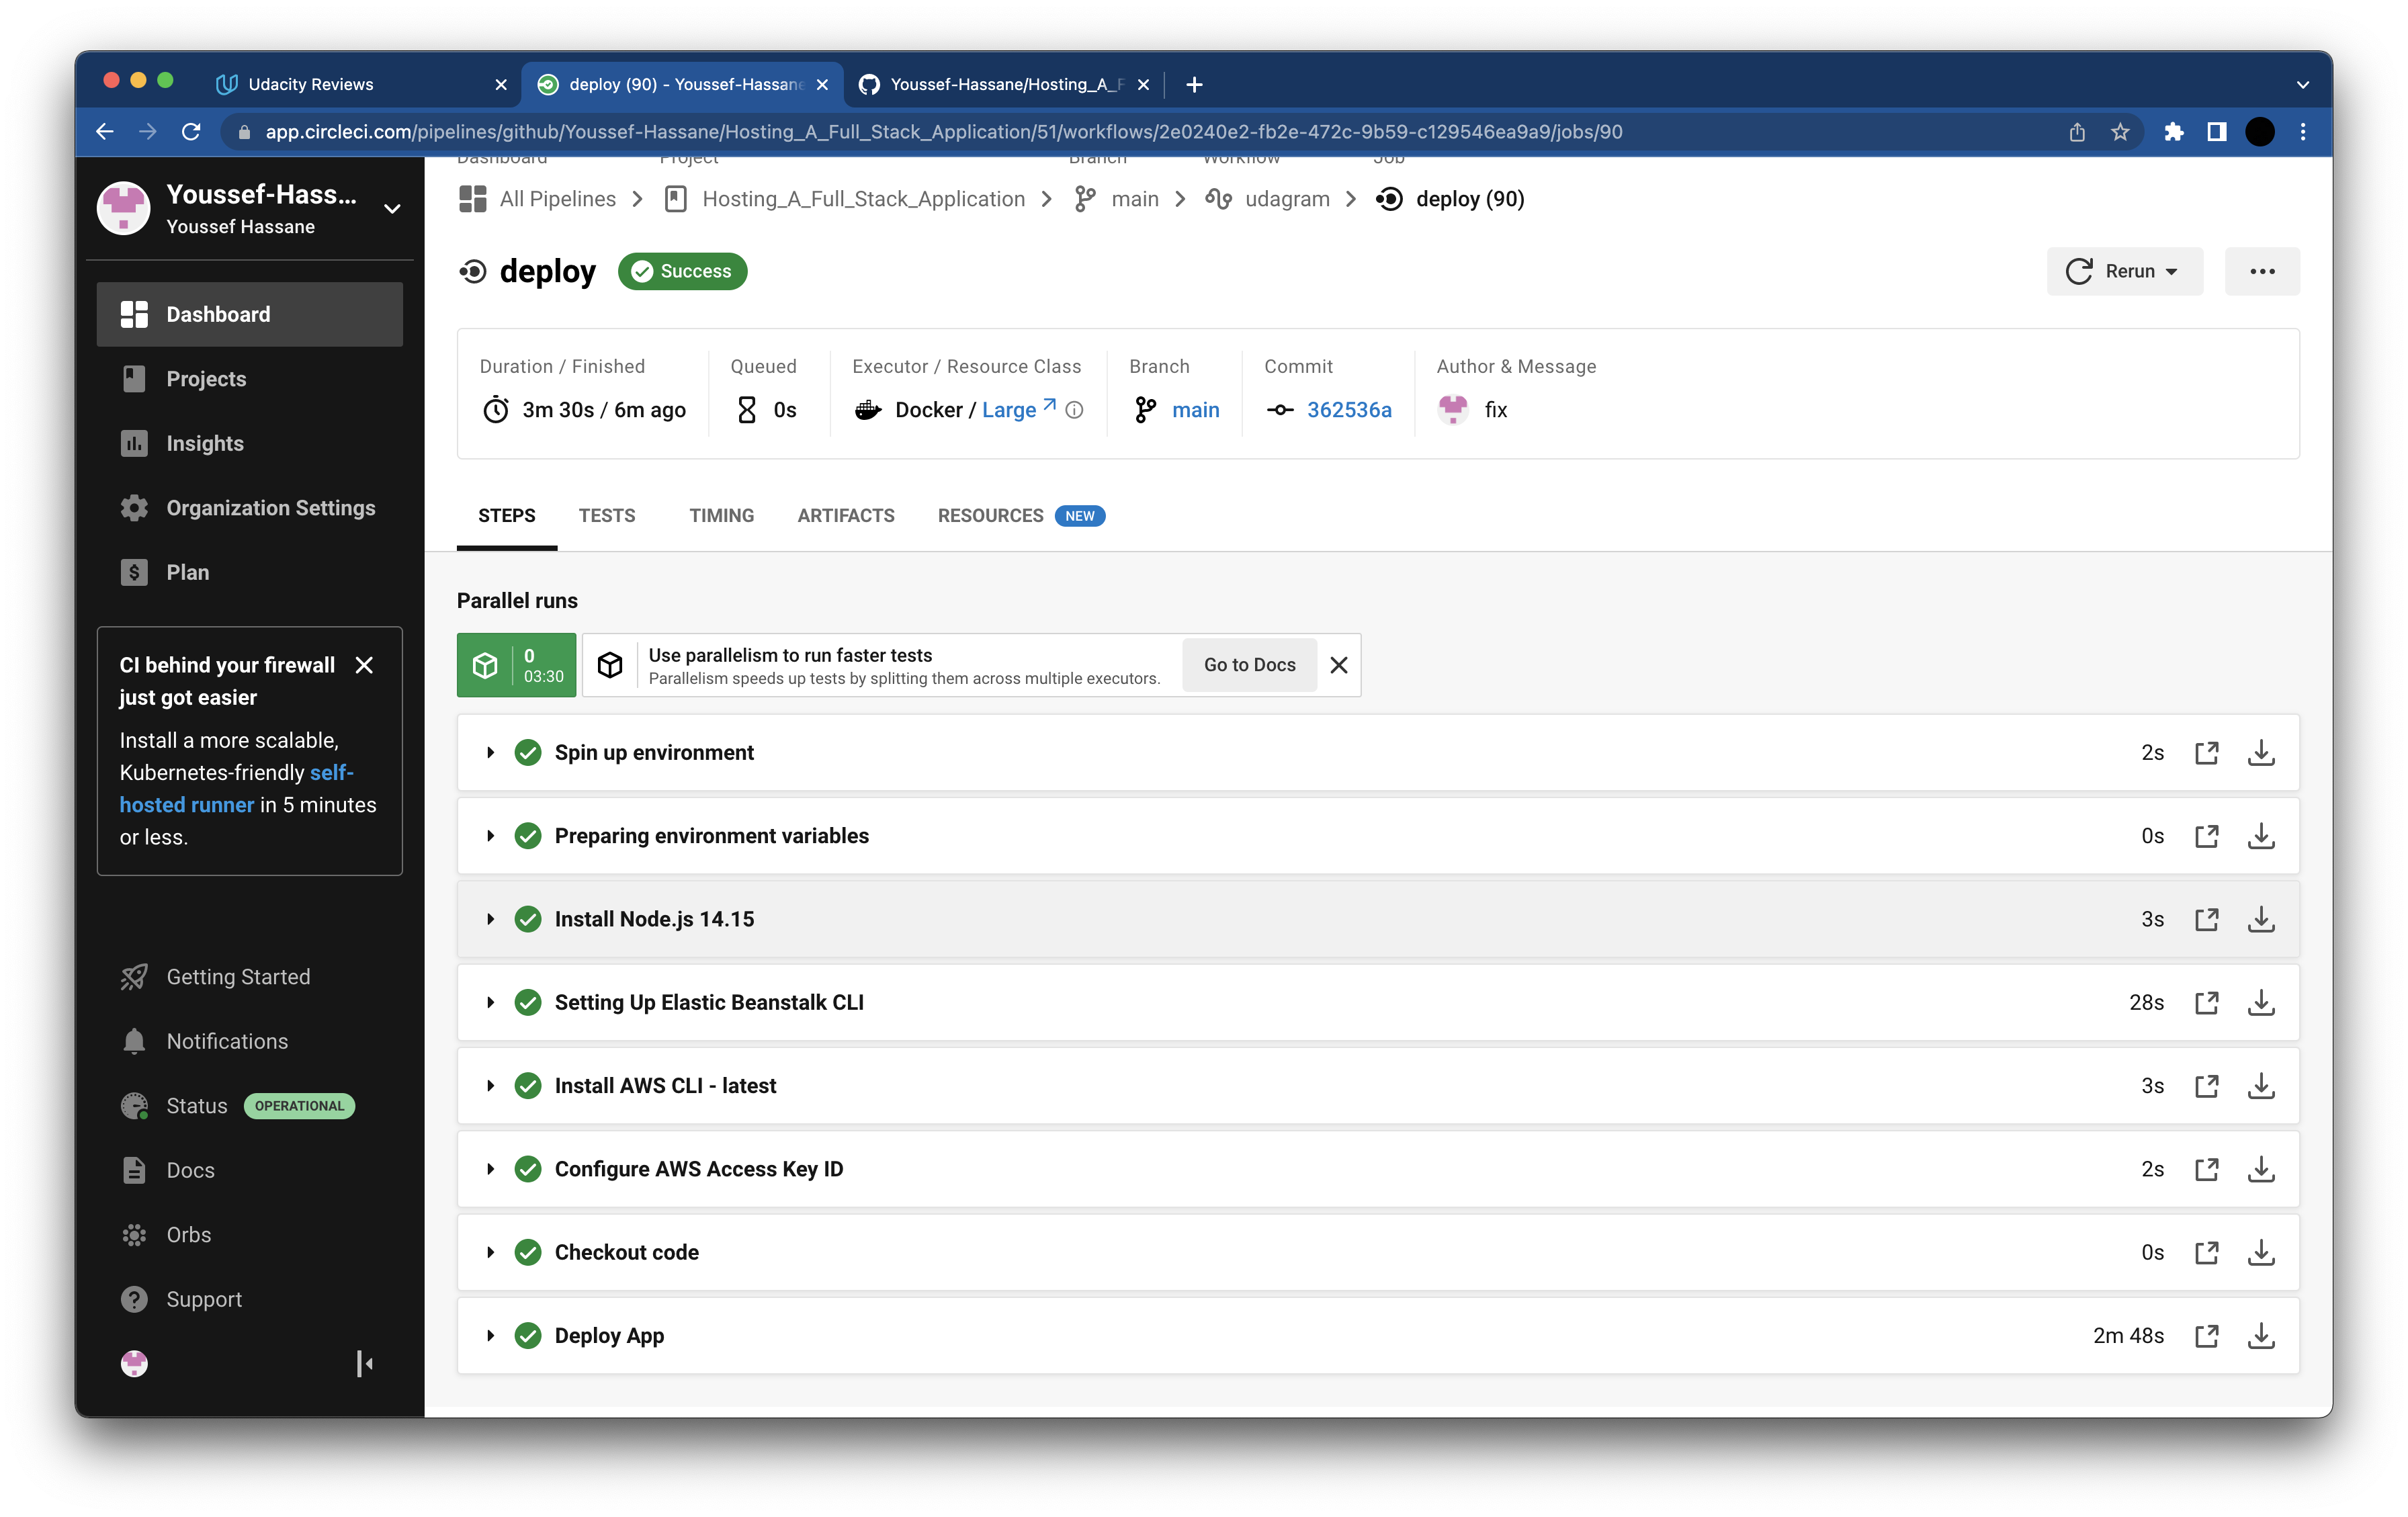 Udacity Reviews
deploy (90) - Youssef-Hassane
Youssef-Hassane/Hosting_A_F
app.circleci.com/pipelines/github/Youssef-Hassane/Hosting_A_Full_Stack_Application/51/workflows/2e0240e2-fb2e-472c-9b59-c129546ea9a9/jobs/90
Youssef-Hass...
Youssef Hassane
Dashboard
Projects
Insights
Organization Settings
Plan
CI behind your firewall
just got easier
Install a more scalable,
Kubernetes-friendly self-
hosted runner in 5 minutes
or less.
Getting Started
Notifications
Status OPERATIONAL
Docs
Orbs
Support
Dashboard Project Branch Workflow Job
All Pipelines Hosting_A_Full_Stack_Application main udagram deploy (90)
deploy Success
Rerun
Duration / Finished Queued Executor / Resource Class Branch Commit Author & Message
3m 30s / 6m ago 0s Docker / Large main 362536a fix
STEPS TESTS TIMING ARTIFACTS RESOURCES NEW
Parallel runs
0
03:30
Use parallelism to run faster tests
Parallelism speeds up tests by splitting them across multiple executors.
Go to Docs
Spin up environment 2s
Preparing environment variables 0s
Install Node.js 14.15 3s
Setting Up Elastic Beanstalk CLI 28s
Install AWS CLI - latest 3s
Configure AWS Access Key ID 2s
Checkout code 0s
Deploy App 2m 48s